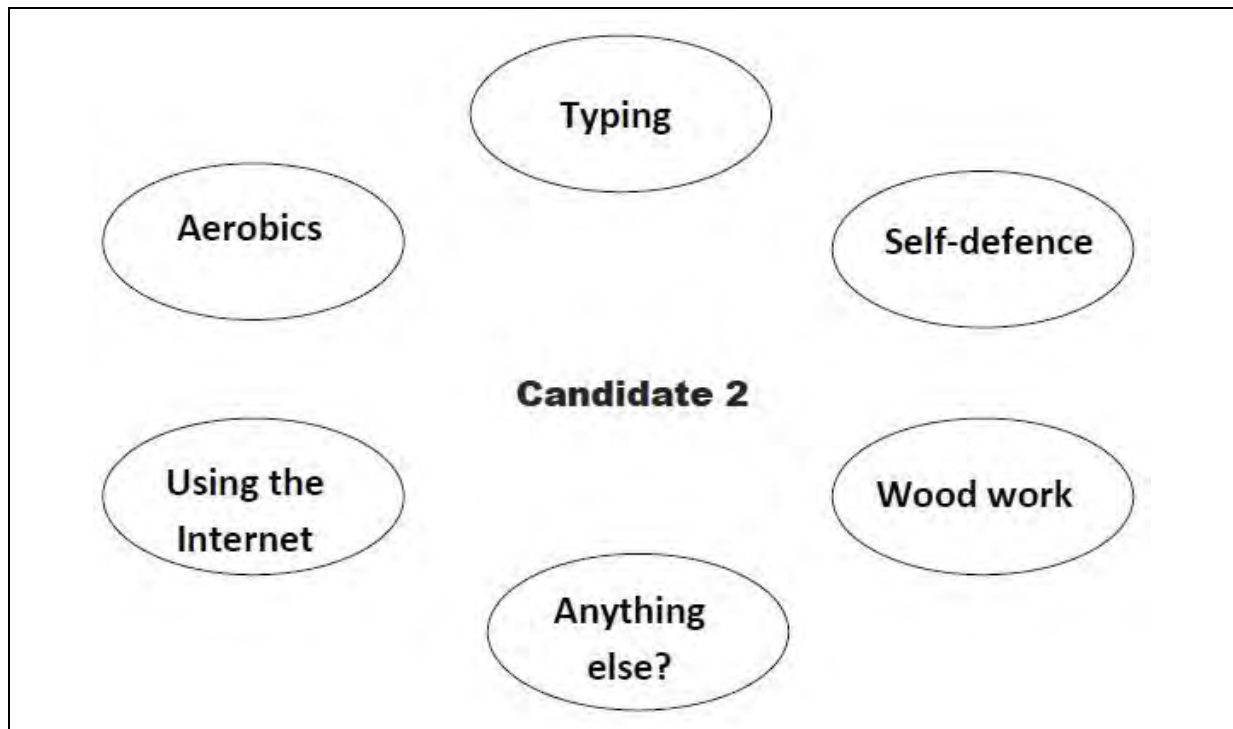 Typing
Aerobics
Self-defence
Candidate 2
Using the
Internet
Wood work
Anything
else?